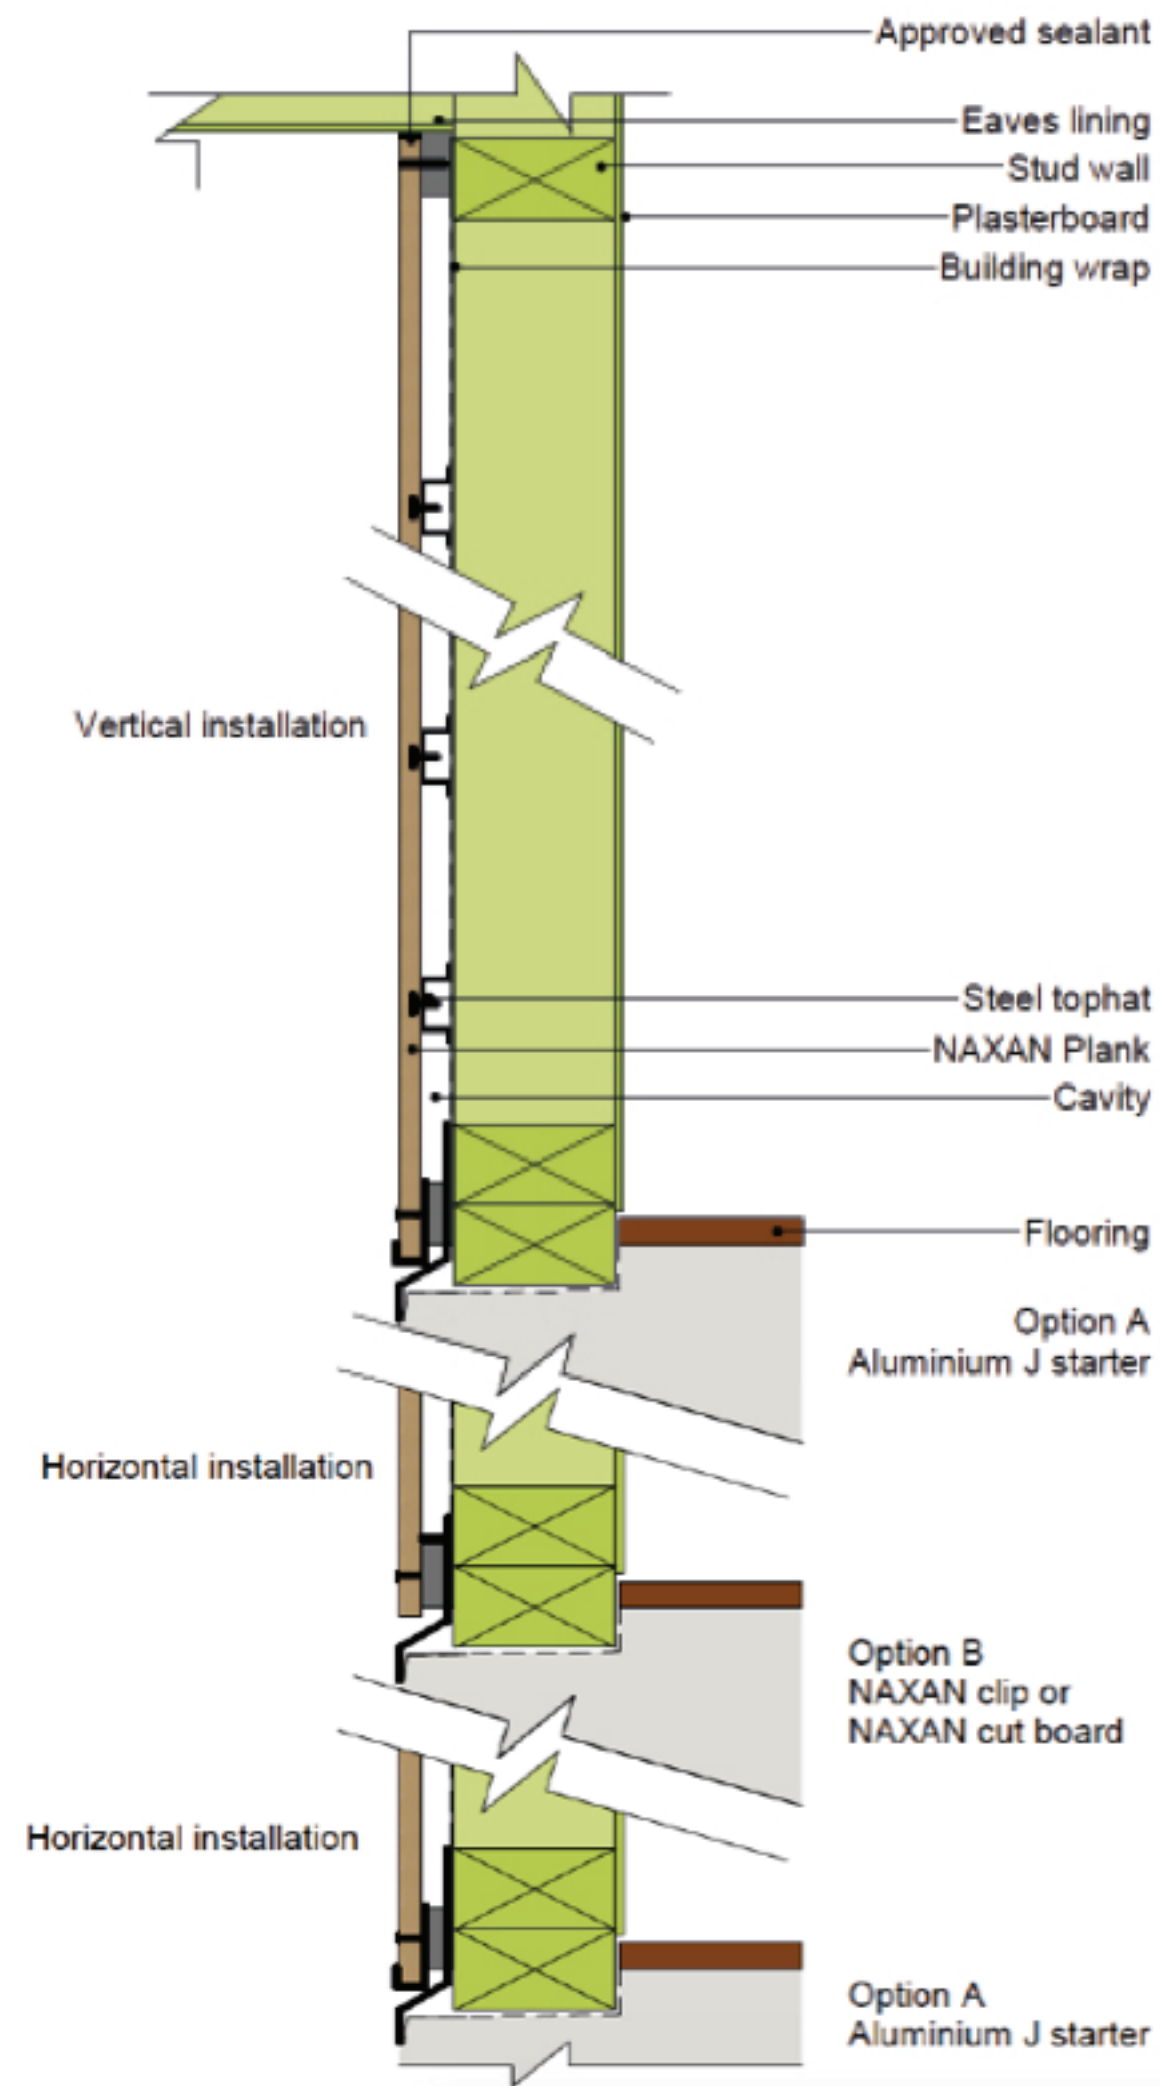 Approved sealant
Eaves lining
Stud wall
Plasterboard
Building wrap
Vertical installation
Steel tophat
NAXAN Plank
Cavity
Flooring
Option A
Aluminium J starter
Horizontal installation
Option B
NAXAN clip or
NAXAN cut board
Horizontal installation
Option A
Aluminium J starter